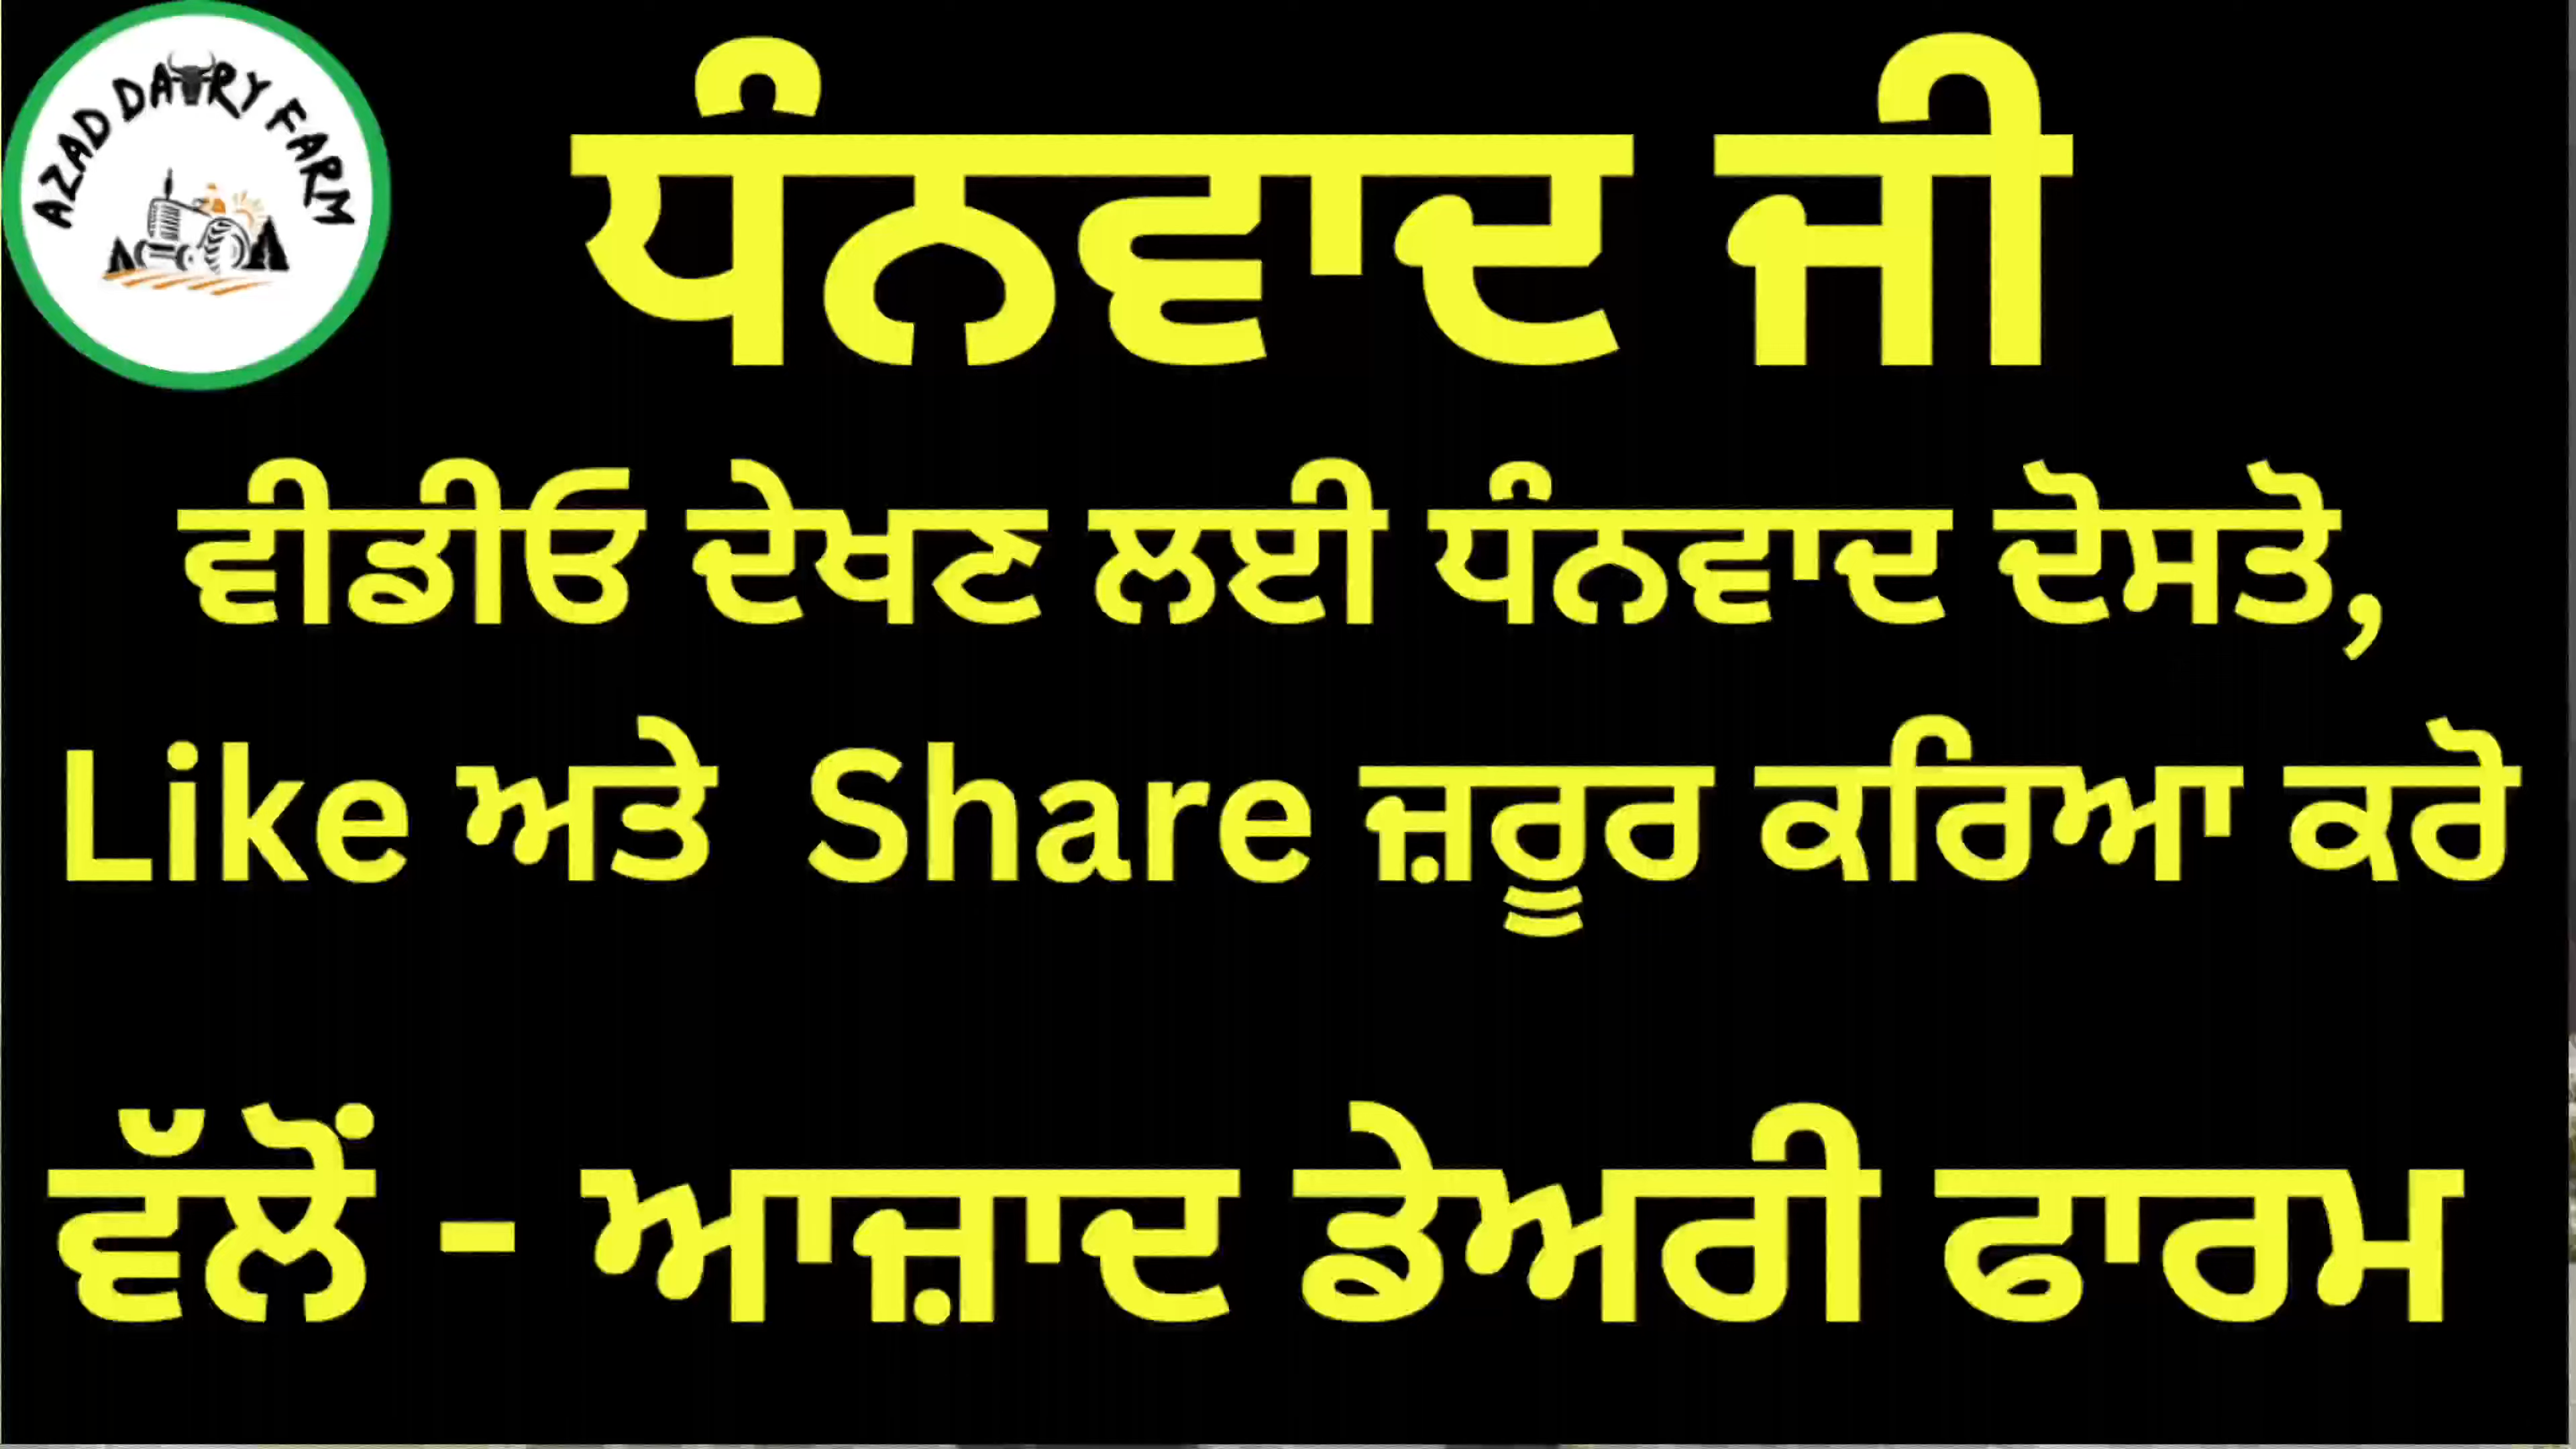 AZAD DAIRY FARM
ਧੰਨਵਾਦ ਜੀ
ਵੀਡੀਓ ਦੇਖਣ ਲਈ ਧੰਨਵਾਦ ਦੋਸਤੋ,
Like ਅਤੇ Share ਜ਼ਰੂਰ ਕਰਿਆ ਕਰੋ
ਵੱਲੋਂ - ਆਜ਼ਾਦ ਡੇਅਰੀ ਫਾਰਮ